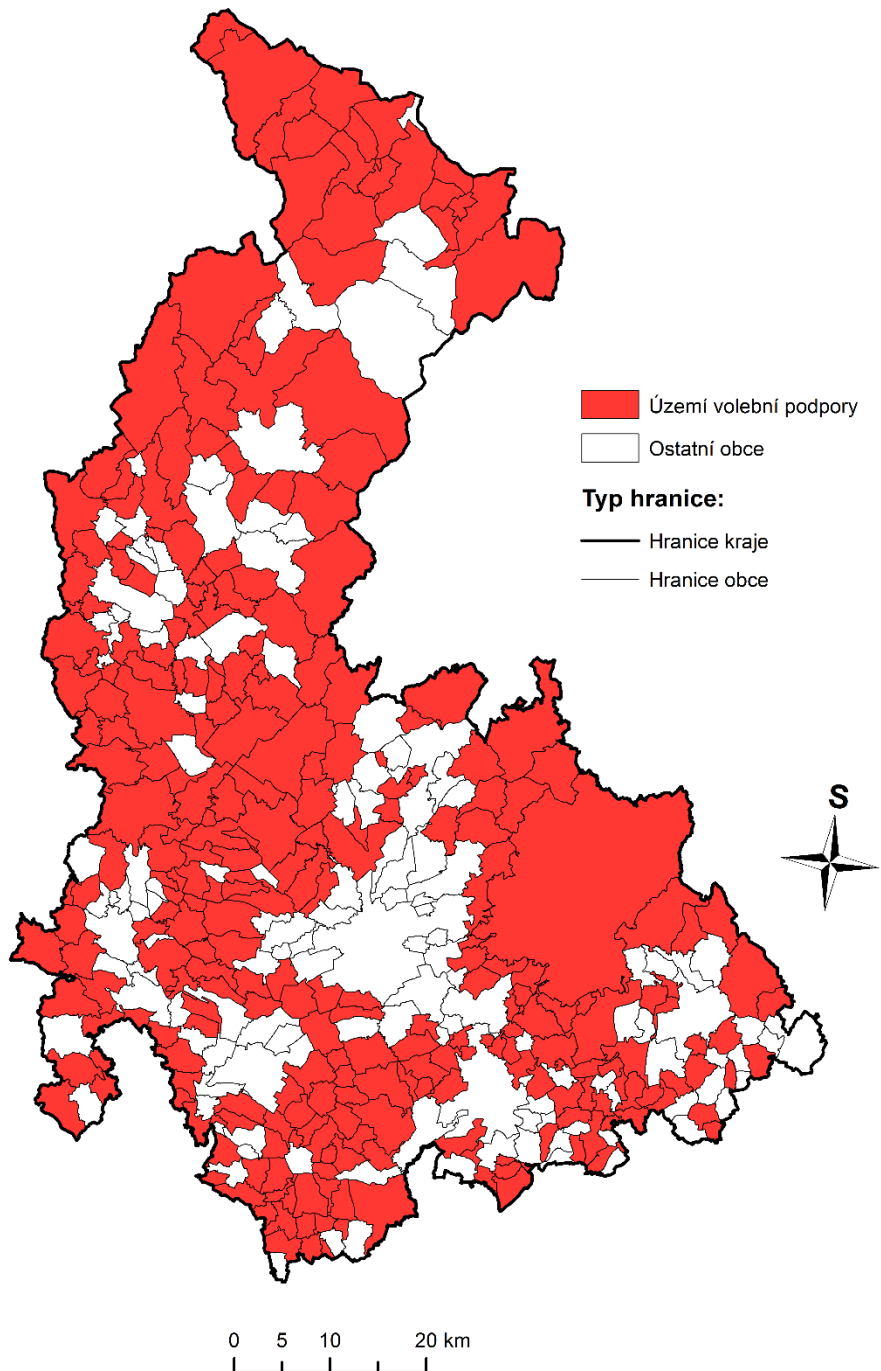 Území volební podpory
Ostatní obce
Typ hranice:
Hranice kraje
Hranice obce
S
0 5 10 20 km